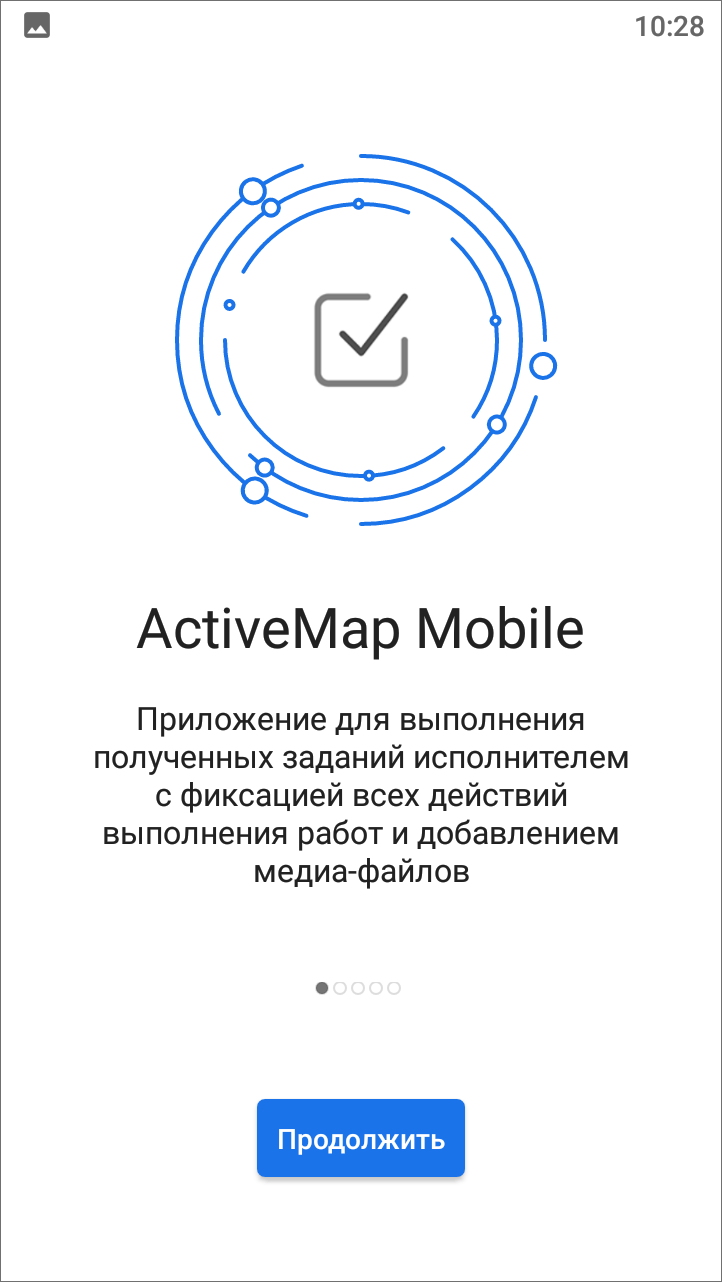 10:28
ActiveMap Mobile
Приложение для выполнения
полученных заданий исполнителем
с фиксацией всех действий
выполнения работ и добавлением
медиа-файлов
Продолжить